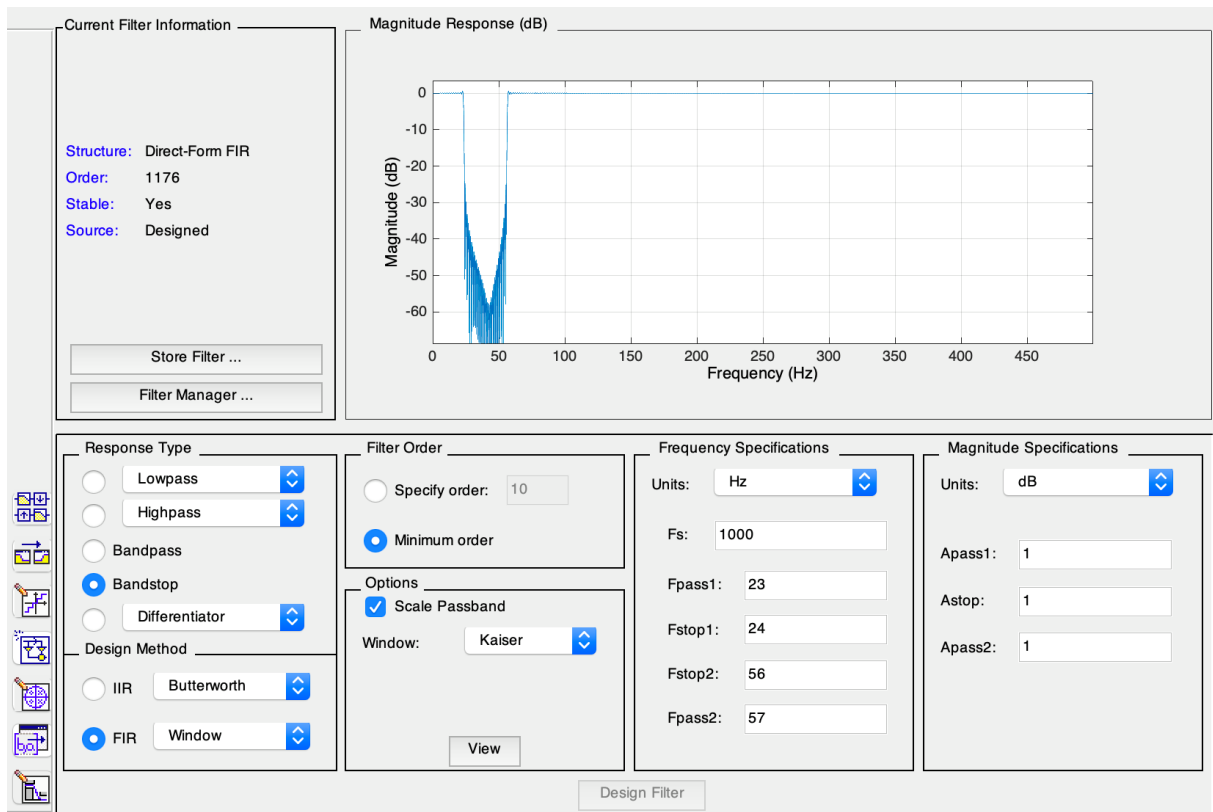 Current Filter Information
Structure: Direct-Form FIR
Order: 1176
Stable: Yes
Source: Designed
Store Filter ...
Filter Manager ...
Magnitude Response (dB)
0
-10
-20
-30
-40
-50
-60
Magnitude (dB)
0 50 100 150 200 250 300 350 400 450
Frequency (Hz)
Response Type
Lowpass
Highpass
Bandpass
Bandstop
Differentiator
Design Method
IIR Butterworth
FIR Window
Filter Order
Specify order: 10
Minimum order
Options
Scale Passband
Window: Kaiser
View
Frequency Specifications
Units: Hz
Fs: 1000
Fpass1: 23
Fstop1: 24
Fstop2: 56
Fpass2: 57
Magnitude Specifications
Units: dB
Apass1: 1
Astop: 1
Apass2: 1
Design Filter